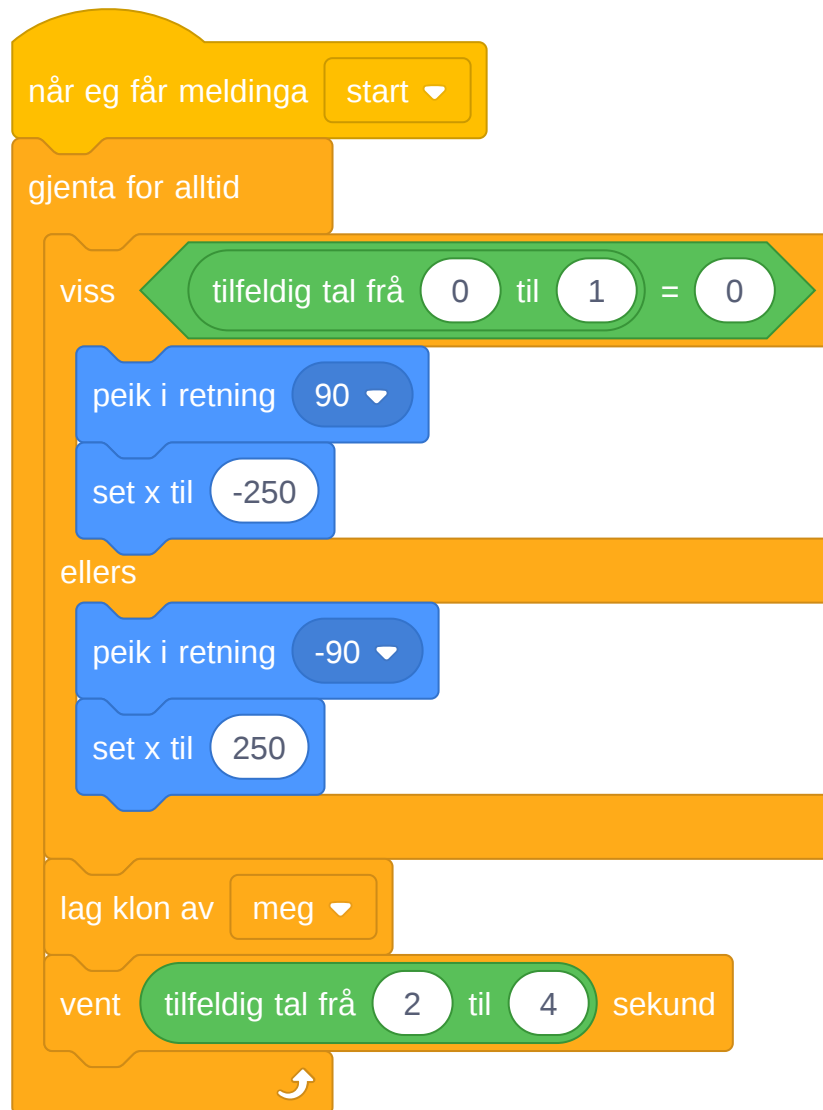 når eg får meldinga start
gjenta for alltid
viss tilfeldig tal frå 0 til 1 = 0
peik i retning 90
set x til -250
ellers
peik i retning -90
set x til 250
lag klon av meg
vent tilfeldig tal frå 2 til 4 sekund